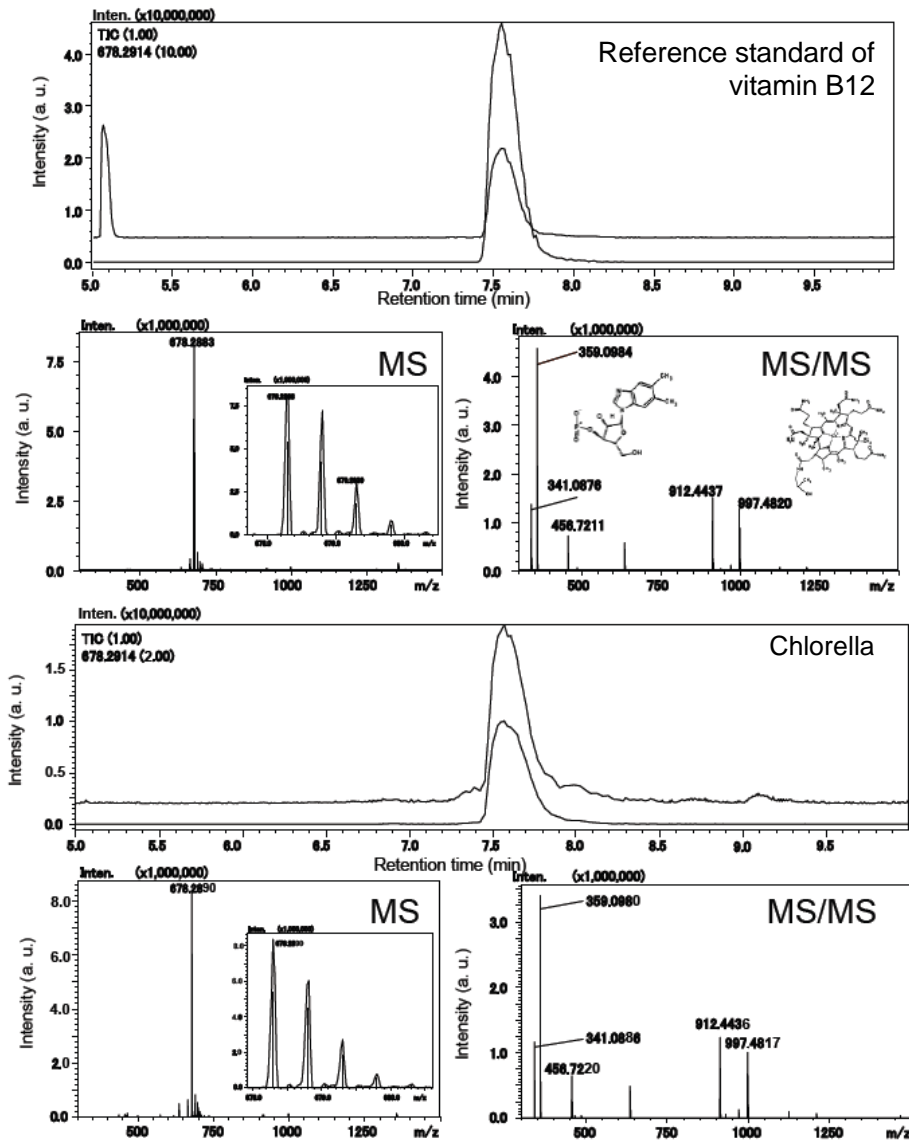 Inten. (x10,000,000)
TIC (1.00)
678.2914 (10.00)
Reference standard of
vitamin B12
Intensity (a. u.)
4.0
3.0
2.0
1.0
0.0
5.0 5.5 6.0 6.5 7.0 7.5 8.0 8.5 9.0 9.5
Retention time (min)
Inten. (x1,000,000)
678.2883
MS
Intensity (a. u.)
7.5
5.0
2.5
0.0
500 750 1000 1250 m/z
Inten. (x1,000,000)
m/z
Inten. (x1,000,000)
359.0984
MS/MS
Intensity (a. u.)
4.0
3.0
2.0
1.0
0.0
341.0876
456.7211
912.4437
997.4820
500 750 1000 1250 m/z
Inten. (x10,000,000)
TIC (1.00)
678.2914 (2.00)
Chlorella
Intensity (a. u.)
1.5
1.0
0.5
0.0
5.0 5.5 6.0 6.5 7.0 7.5 8.0 8.5 9.0 9.5
Retention time (min)
Inten. (x1,000,000)
678.2890
MS
Intensity (a. u.)
8.0
6.0
4.0
2.0
0.0
500 750 1000 1250 m/z
Inten. (x1,000,000)
m/z
Inten. (x1,000,000)
359.0980
MS/MS
Intensity (a. u.)
3.0
2.0
1.0
0.0
341.0886
456.7220
912.4436
997.4817
500 750 1000 1250 m/z